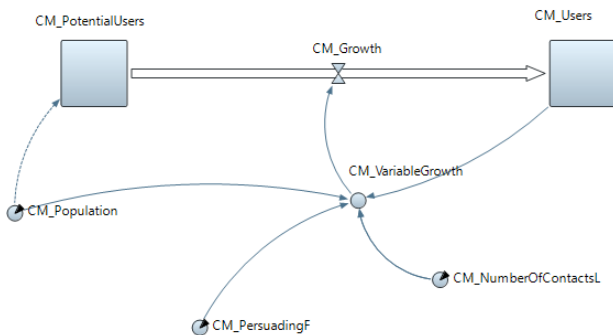 CM_Users
CM_PotentialUsers
CM_Growth
CM_VariableGrowth
CM_Population
CM_NumberOfContactsL
CM_PersuadingF